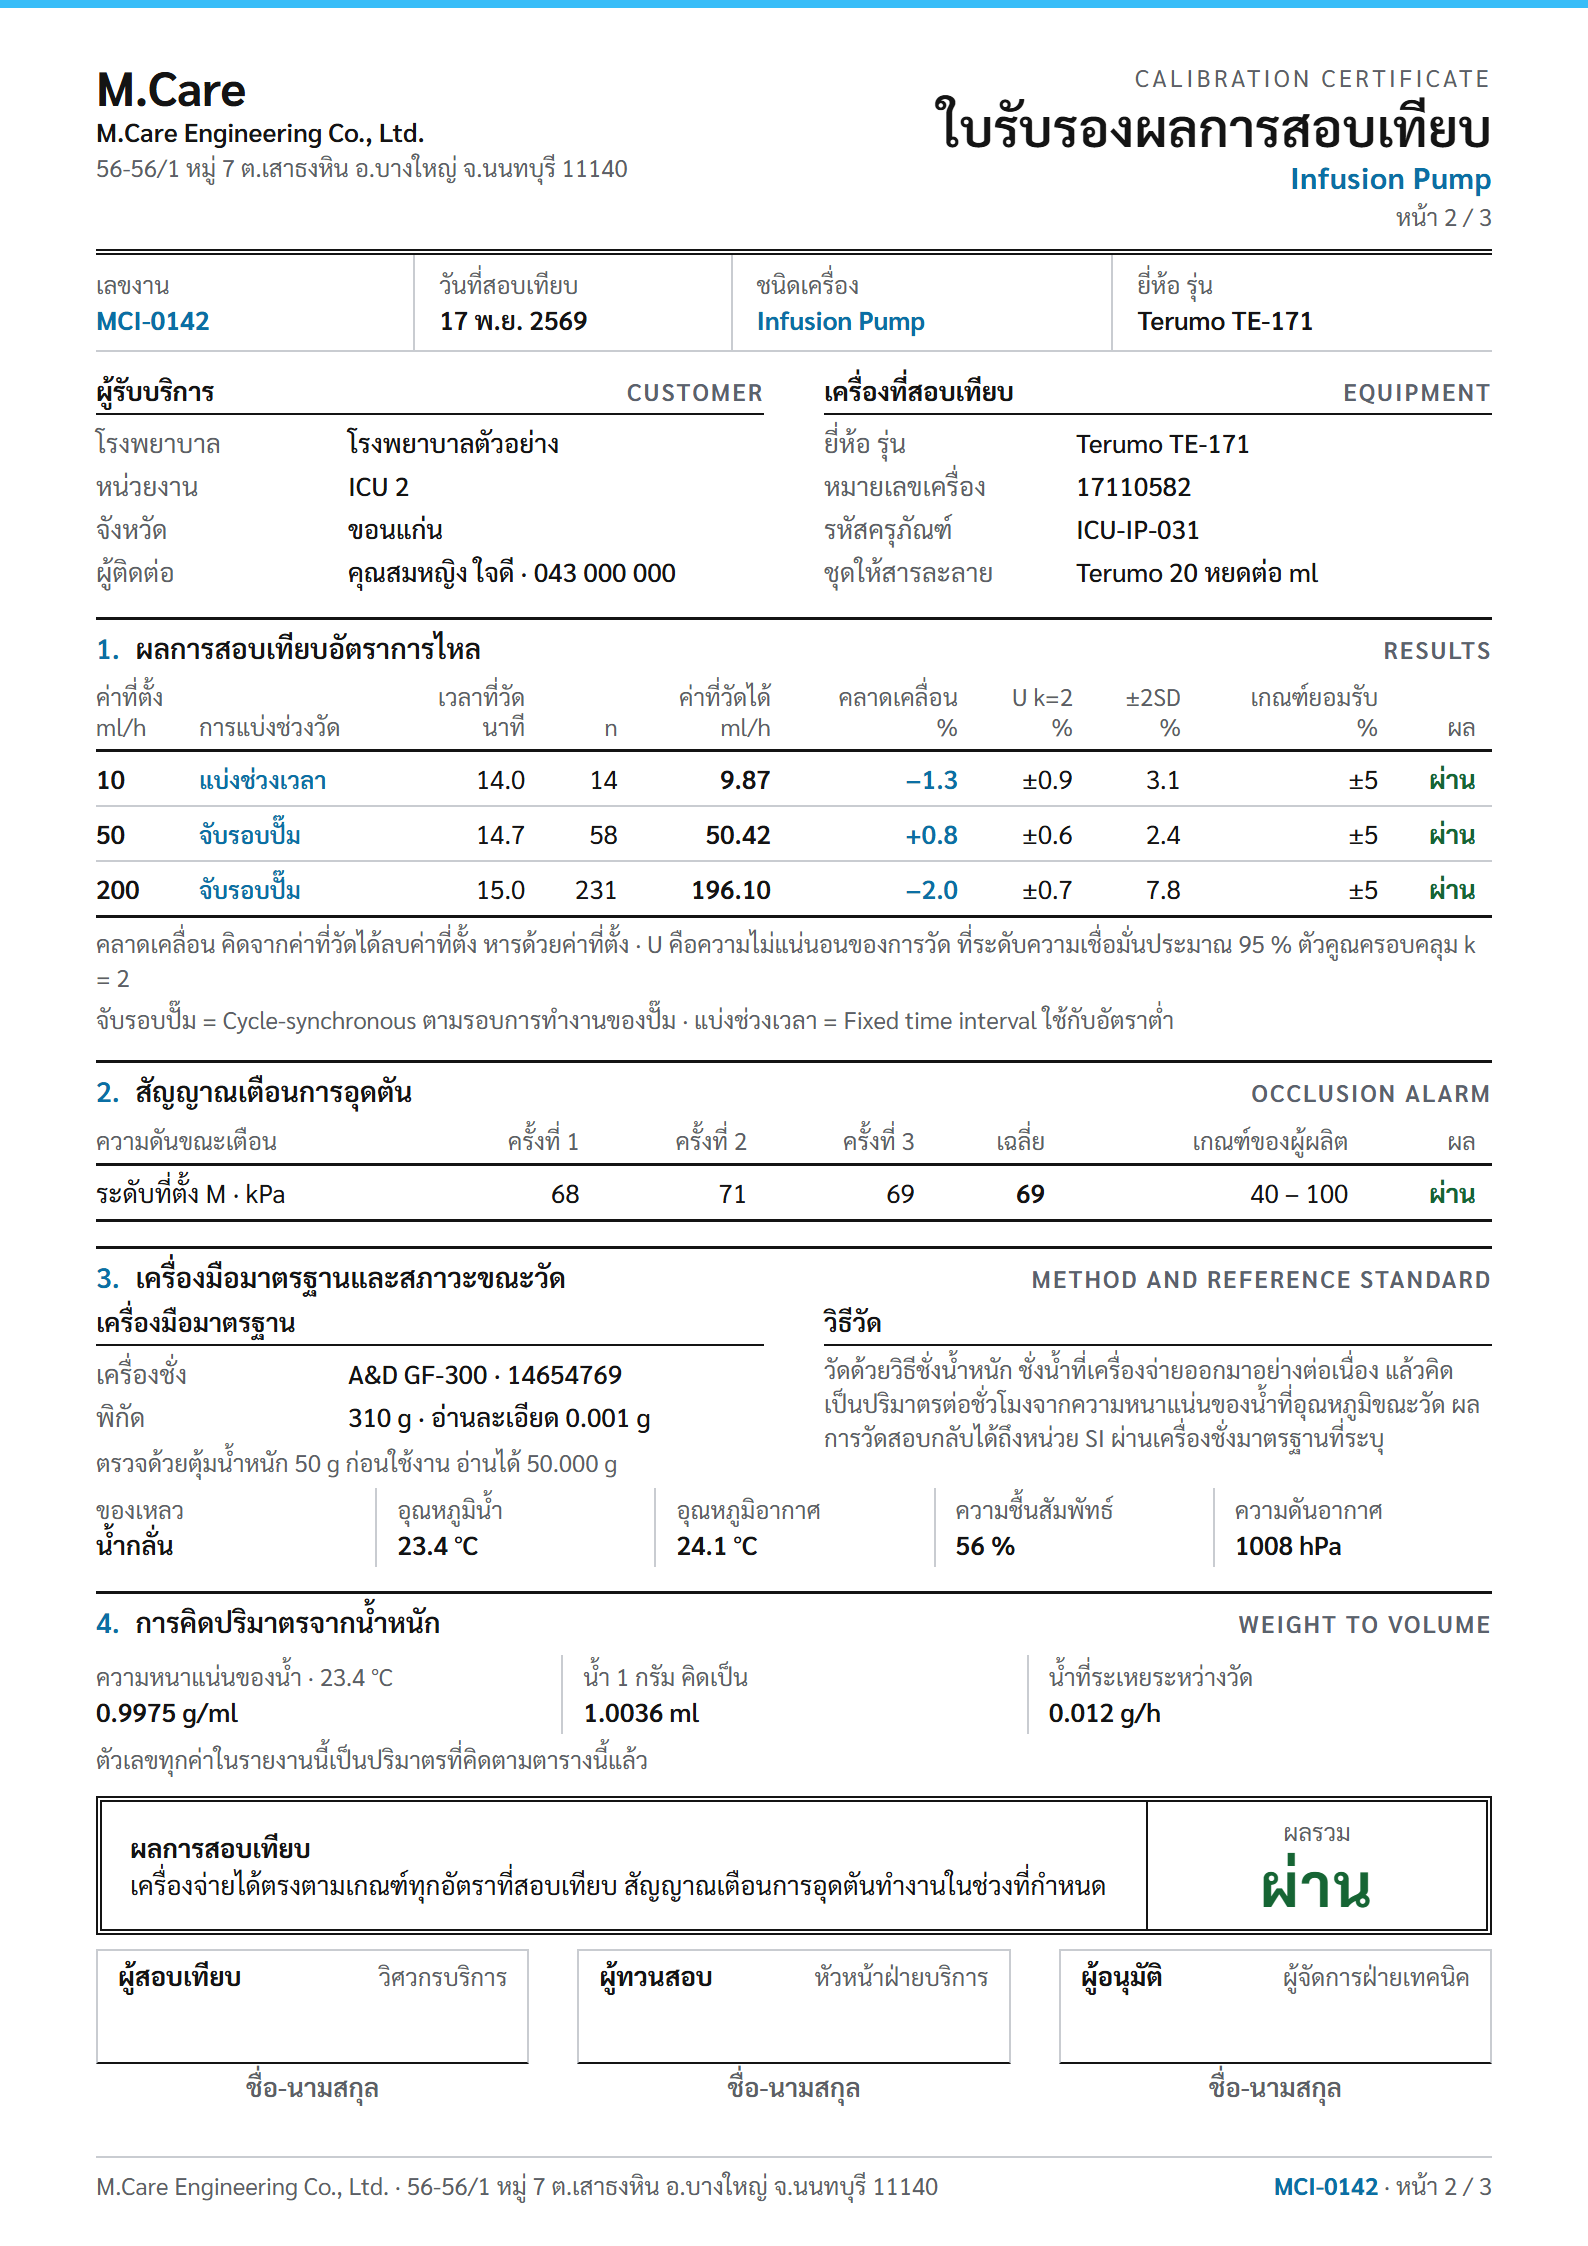 M.Care
M.Care Engineering Co., Ltd.
56-56/1 หมู่ 7 ต.เสาธงหิน อ.บางใหญ่ จ.นนทบุรี 11140
CALIBRATION CERTIFICATE
ใบรับรองผลการสอบเทียบ
Infusion Pump
หน้า 2 / 3
เลขงาน วันที่สอบเทียบ ชนิดเครื่อง ยี่ห้อ รุ่น
MCI-0142 17 พ.ย. 2569 Infusion Pump Terumo TE-171
ผู้รับบริการ CUSTOMER
โรงพยาบาล โรงพยาบาลตัวอย่าง
หน่วยงาน ICU 2
จังหวัด ขอนแก่น
ผู้ติดต่อ คุณสมหญิง ใจดี · 043 000 000
เครื่องที่สอบเทียบ EQUIPMENT
ยี่ห้อ รุ่น Terumo TE-171
หมายเลขเครื่อง 17110582
รหัสครุภัณฑ์ ICU-IP-031
ชุดให้สารละลาย Terumo 20 หยดต่อ ml
1. ผลการสอบเทียบอัตราการไหล RESULTS
ค่าที่ตั้ง เวลาที่วัด ค่าที่วัดได้ คลาดเคลื่อน U k=2 ±2SD เกณฑ์ยอมรับ
ml/h การแบ่งช่วงวัด นาที n ml/h % % % % ผล
10 แบ่งช่วงเวลา 14.0 14 9.87 −1.3 ±0.9 3.1 ±5 ผ่าน
50 จับรอบปั๊ม 14.7 58 50.42 +0.8 ±0.6 2.4 ±5 ผ่าน
200 จับรอบปั๊ม 15.0 231 196.10 −2.0 ±0.7 7.8 ±5 ผ่าน
คลาดเคลื่อน คิดจากค่าที่วัดได้ลบค่าที่ตั้ง หารด้วยค่าที่ตั้ง · U คือความไม่แน่นอนของการวัด ที่ระดับความเชื่อมั่นประมาณ 95 % ตัวคูณครอบคลุม k
= 2
จับรอบปั๊ม = Cycle-synchronous ตามรอบการทำงานของปั๊ม · แบ่งช่วงเวลา = Fixed time interval ใช้กับอัตราต่ำ
2. สัญญาณเตือนการอุดตัน OCCLUSION ALARM
ความดันขณะเตือน ครั้งที่ 1 ครั้งที่ 2 ครั้งที่ 3 เฉลี่ย เกณฑ์ของผู้ผลิต ผล
ระดับที่ตั้ง M · kPa 68 71 69 69 40 – 100 ผ่าน
3. เครื่องมือมาตรฐานและสภาวะขณะวัด METHOD AND REFERENCE STANDARD
เครื่องมือมาตรฐาน
เครื่องชั่ง A&D GF-300 · 14654769
พิกัด 310 g · อ่านละเอียด 0.001 g
ตรวจด้วยตุ้มน้ำหนัก 50 g ก่อนใช้งาน อ่านได้ 50.000 g
วิธีวัด
วัดด้วยวิธีชั่งน้ำหนัก ชั่งน้ำที่เครื่องจ่ายออกมาอย่างต่อเนื่อง แล้วคิด
เป็นปริมาตรต่อชั่วโมงจากความหนาแน่นของน้ำที่อุณหภูมิขณะวัด ผล
การวัดสอบกลับได้ถึงหน่วย SI ผ่านเครื่องชั่งมาตรฐานที่ระบุ
ของเหลว อุณหภูมิน้ำ อุณหภูมิอากาศ ความชื้นสัมพัทธ์ ความดันอากาศ
น้ำกลั่น 23.4 °C 24.1 °C 56 % 1008 hPa
4. การคิดปริมาตรจากน้ำหนัก WEIGHT TO VOLUME
ความหนาแน่นของน้ำ · 23.4 °C น้ำ 1 กรัม คิดเป็น น้ำที่ระเหยระหว่างวัด
0.9975 g/ml 1.0036 ml 0.012 g/h
ตัวเลขทุกค่าในรายงานนี้เป็นปริมาตรที่คิดตามตารางนี้แล้ว
ผลการสอบเทียบ
เครื่องจ่ายได้ตรงตามเกณฑ์ทุกอัตราที่สอบเทียบ สัญญาณเตือนการอุดตันทำงานในช่วงที่กำหนด
ผลรวม
ผ่าน
ผู้สอบเทียบ วิศวกรบริการ ผู้ทวนสอบ หัวหน้าฝ่ายบริการ ผู้อนุมัติ ผู้จัดการฝ่ายเทคนิค
ชื่อ-นามสกุล ชื่อ-นามสกุล ชื่อ-นามสกุล
M.Care Engineering Co., Ltd. · 56-56/1 หมู่ 7 ต.เสาธงหิน อ.บางใหญ่ จ.นนทบุรี 11140 MCI-0142 · หน้า 2 / 3